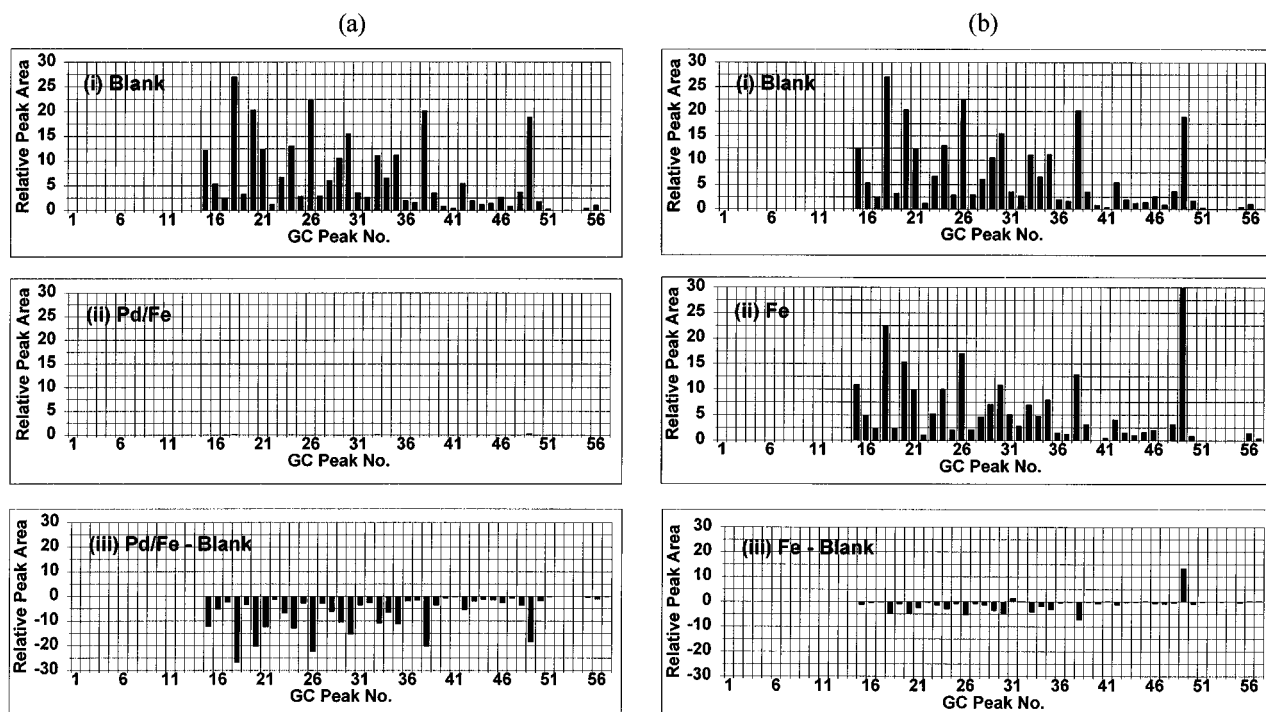 (a)
Relative Peak Area
30
25
20
15
10
5
0
(i) Blank
1 6 11 16 21 26 31 36 41 46 51 56
GC Peak No.
Relative Peak Area
30
25
20
15
10
5
0
(ii) Pd/Fe
1 6 11 16 21 26 31 36 41 46 51 56
GC Peak No.
Relative Peak Area
30
20
10
0
-10
-20
-30
(iii) Pd/Fe - Blank
1 6 11 16 21 26 31 36 41 46 51 56
GC Peak No.
(b)
Relative Peak Area
30
25
20
15
10
5
0
(i) Blank
1 6 11 16 21 26 31 36 41 46 51 56
GC Peak No.
Relative Peak Area
30
25
20
15
10
5
0
(ii) Fe
1 6 11 16 21 26 31 36 41 46 51 56
GC Peak No.
Relative Peak Area
30
20
10
0
-10
-20
-30
(iii) Fe - Blank
1 6 11 16 21 26 31 36 41 46 51 56
GC Peak No.